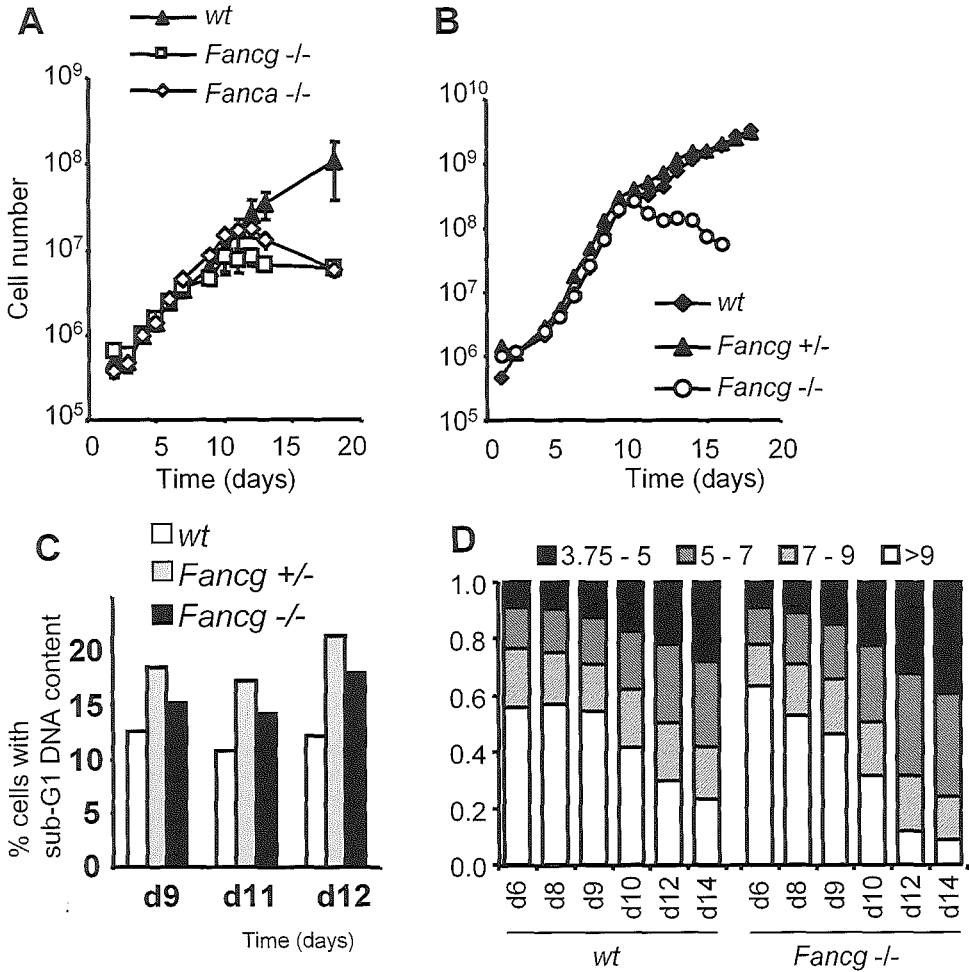 A
wt
Fancg -/-
Fanca -/-
Cell number
10^9
10^8
10^7
10^6
10^5
0 5 10 15 20
Time (days)
B
10^10
10^9
10^8
10^7
10^6
10^5
wt
Fancg +/-
Fancg -/-
0 5 10 15 20
Time (days)
C
wt
Fancg +/-
Fancg -/-
% cells with
sub-G1 DNA content
20
15
10
5
0
d9 d11 d12
Time (days)
D
3.75 - 5 5 - 7 7 - 9 >9
1.0
0.8
0.6
0.4
0.2
0.0
d6 d8 d9 d10 d12 d14 d6 d8 d9 d10 d12 d14
wt Fancg -/-